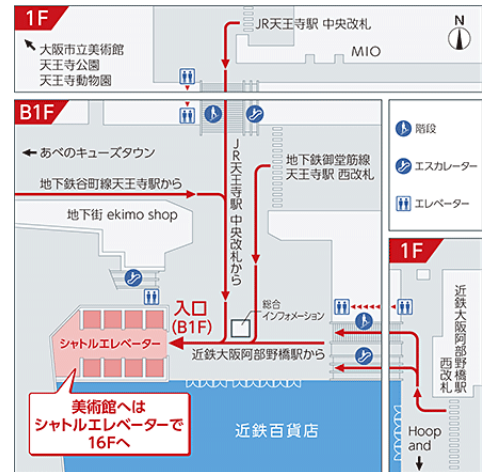 1F
JR天王寺駅 中央改札
N
MIO
大阪市立美術館
天王寺公園
天王寺動物園
B1F
あべのキューズタウン
地下鉄谷町線天王寺駅から
地下街 ekimo shop
JR天王寺駅 中央改札から
地下鉄御堂筋線
天王寺駅 西改札
階段
エスカレーター
エレベーター
1F
入口
(B1F)
総合
インフォメーション
シャトルエレベーター
近鉄大阪阿部野橋駅から
近鉄大阪阿部野橋駅
西改札
美術館へは
シャトルエレベーターで
16Fへ
近鉄百貨店
Hoop
and